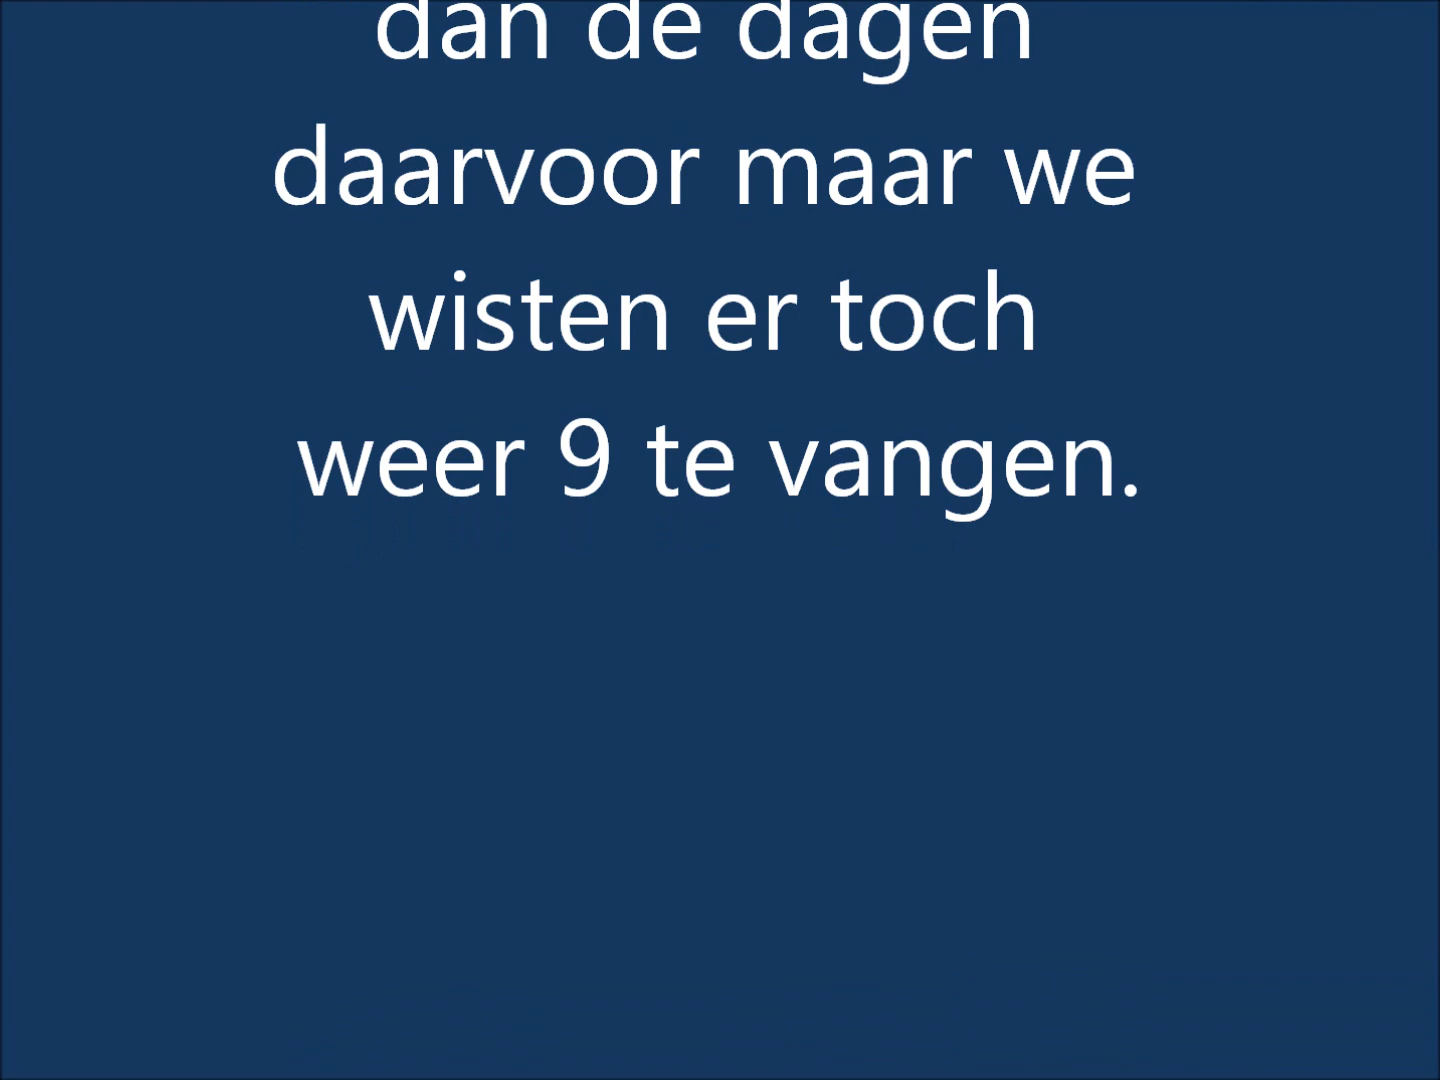 dan de dagen
daarvoor maar we
wisten er toch
weer 9 te vangen.